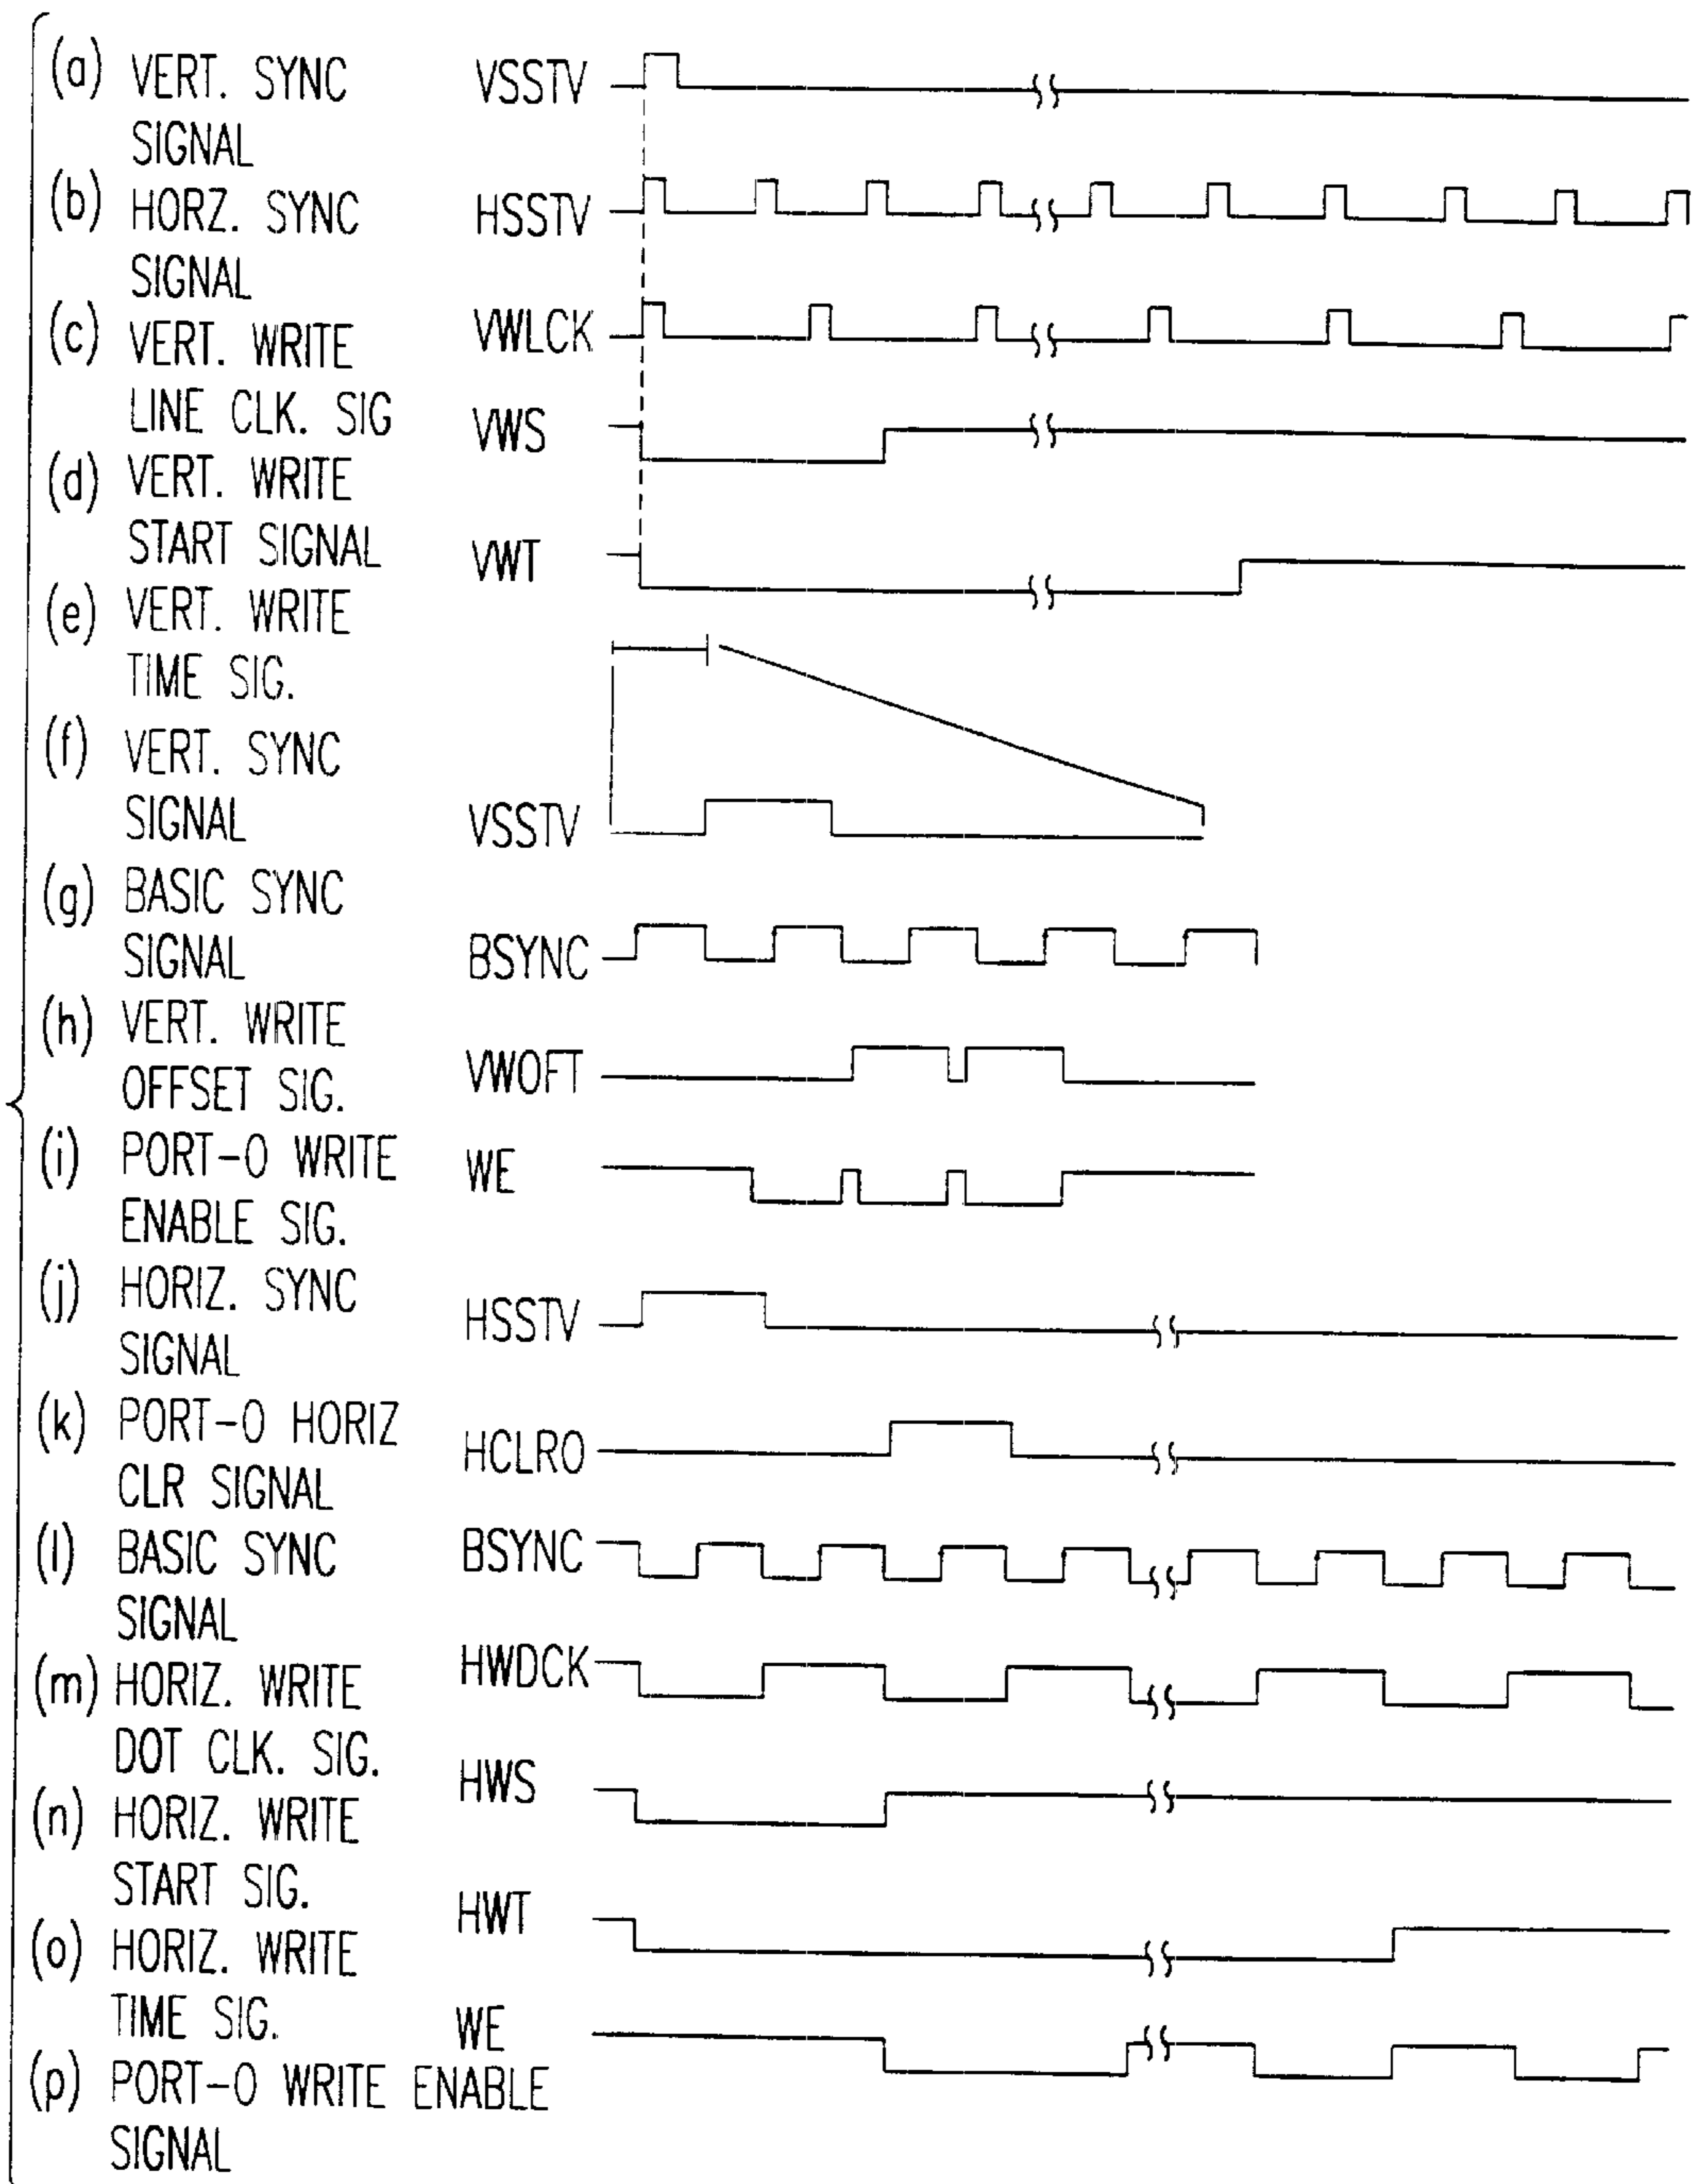 (a) VERT. SYNC VSSTV
SIGNAL
(b) HORZ. SYNC HSSTV
SIGNAL
(c) VERT. WRITE VWLCK
LINE CLK. SIG VWS
(d) VERT. WRITE
START SIGNAL VWT
(e) VERT. WRITE
TIME SIG.
(f) VERT. SYNC
SIGNAL VSSTV
(g) BASIC SYNC
SIGNAL BSYNC
(h) VERT. WRITE
OFFSET SIG. VWOFT
(i) PORT-0 WRITE WE
ENABLE SIG.
(j) HORIZ. SYNC HSSTV
SIGNAL
(k) PORT-0 HORIZ HCLR0
CLR SIGNAL
(l) BASIC SYNC BSYNC
SIGNAL
(m) HORIZ. WRITE HWDCK
DOT CLK. SIG. HWS
(n) HORIZ. WRITE
START SIG. HWT
(o) HORIZ. WRITE
TIME SIG. WE
(p) PORT-0 WRITE ENABLE
SIGNAL